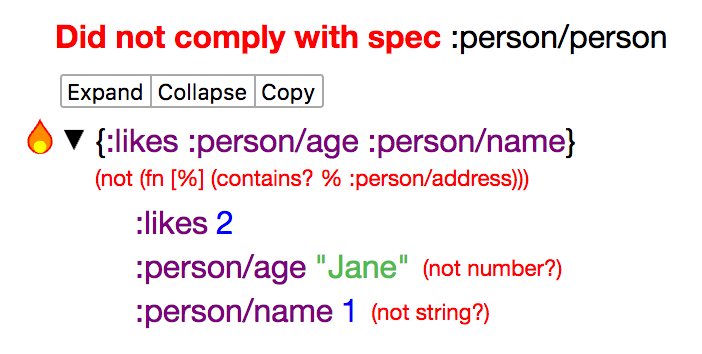 Did not comply with spec :person/person
Expand Collapse Copy
{:likes :person/age :person/name}
(not (fn [%] (contains? % :person/address)))
:likes 2
:person/age "Jane" (not number?)
:person/name 1 (not string?)